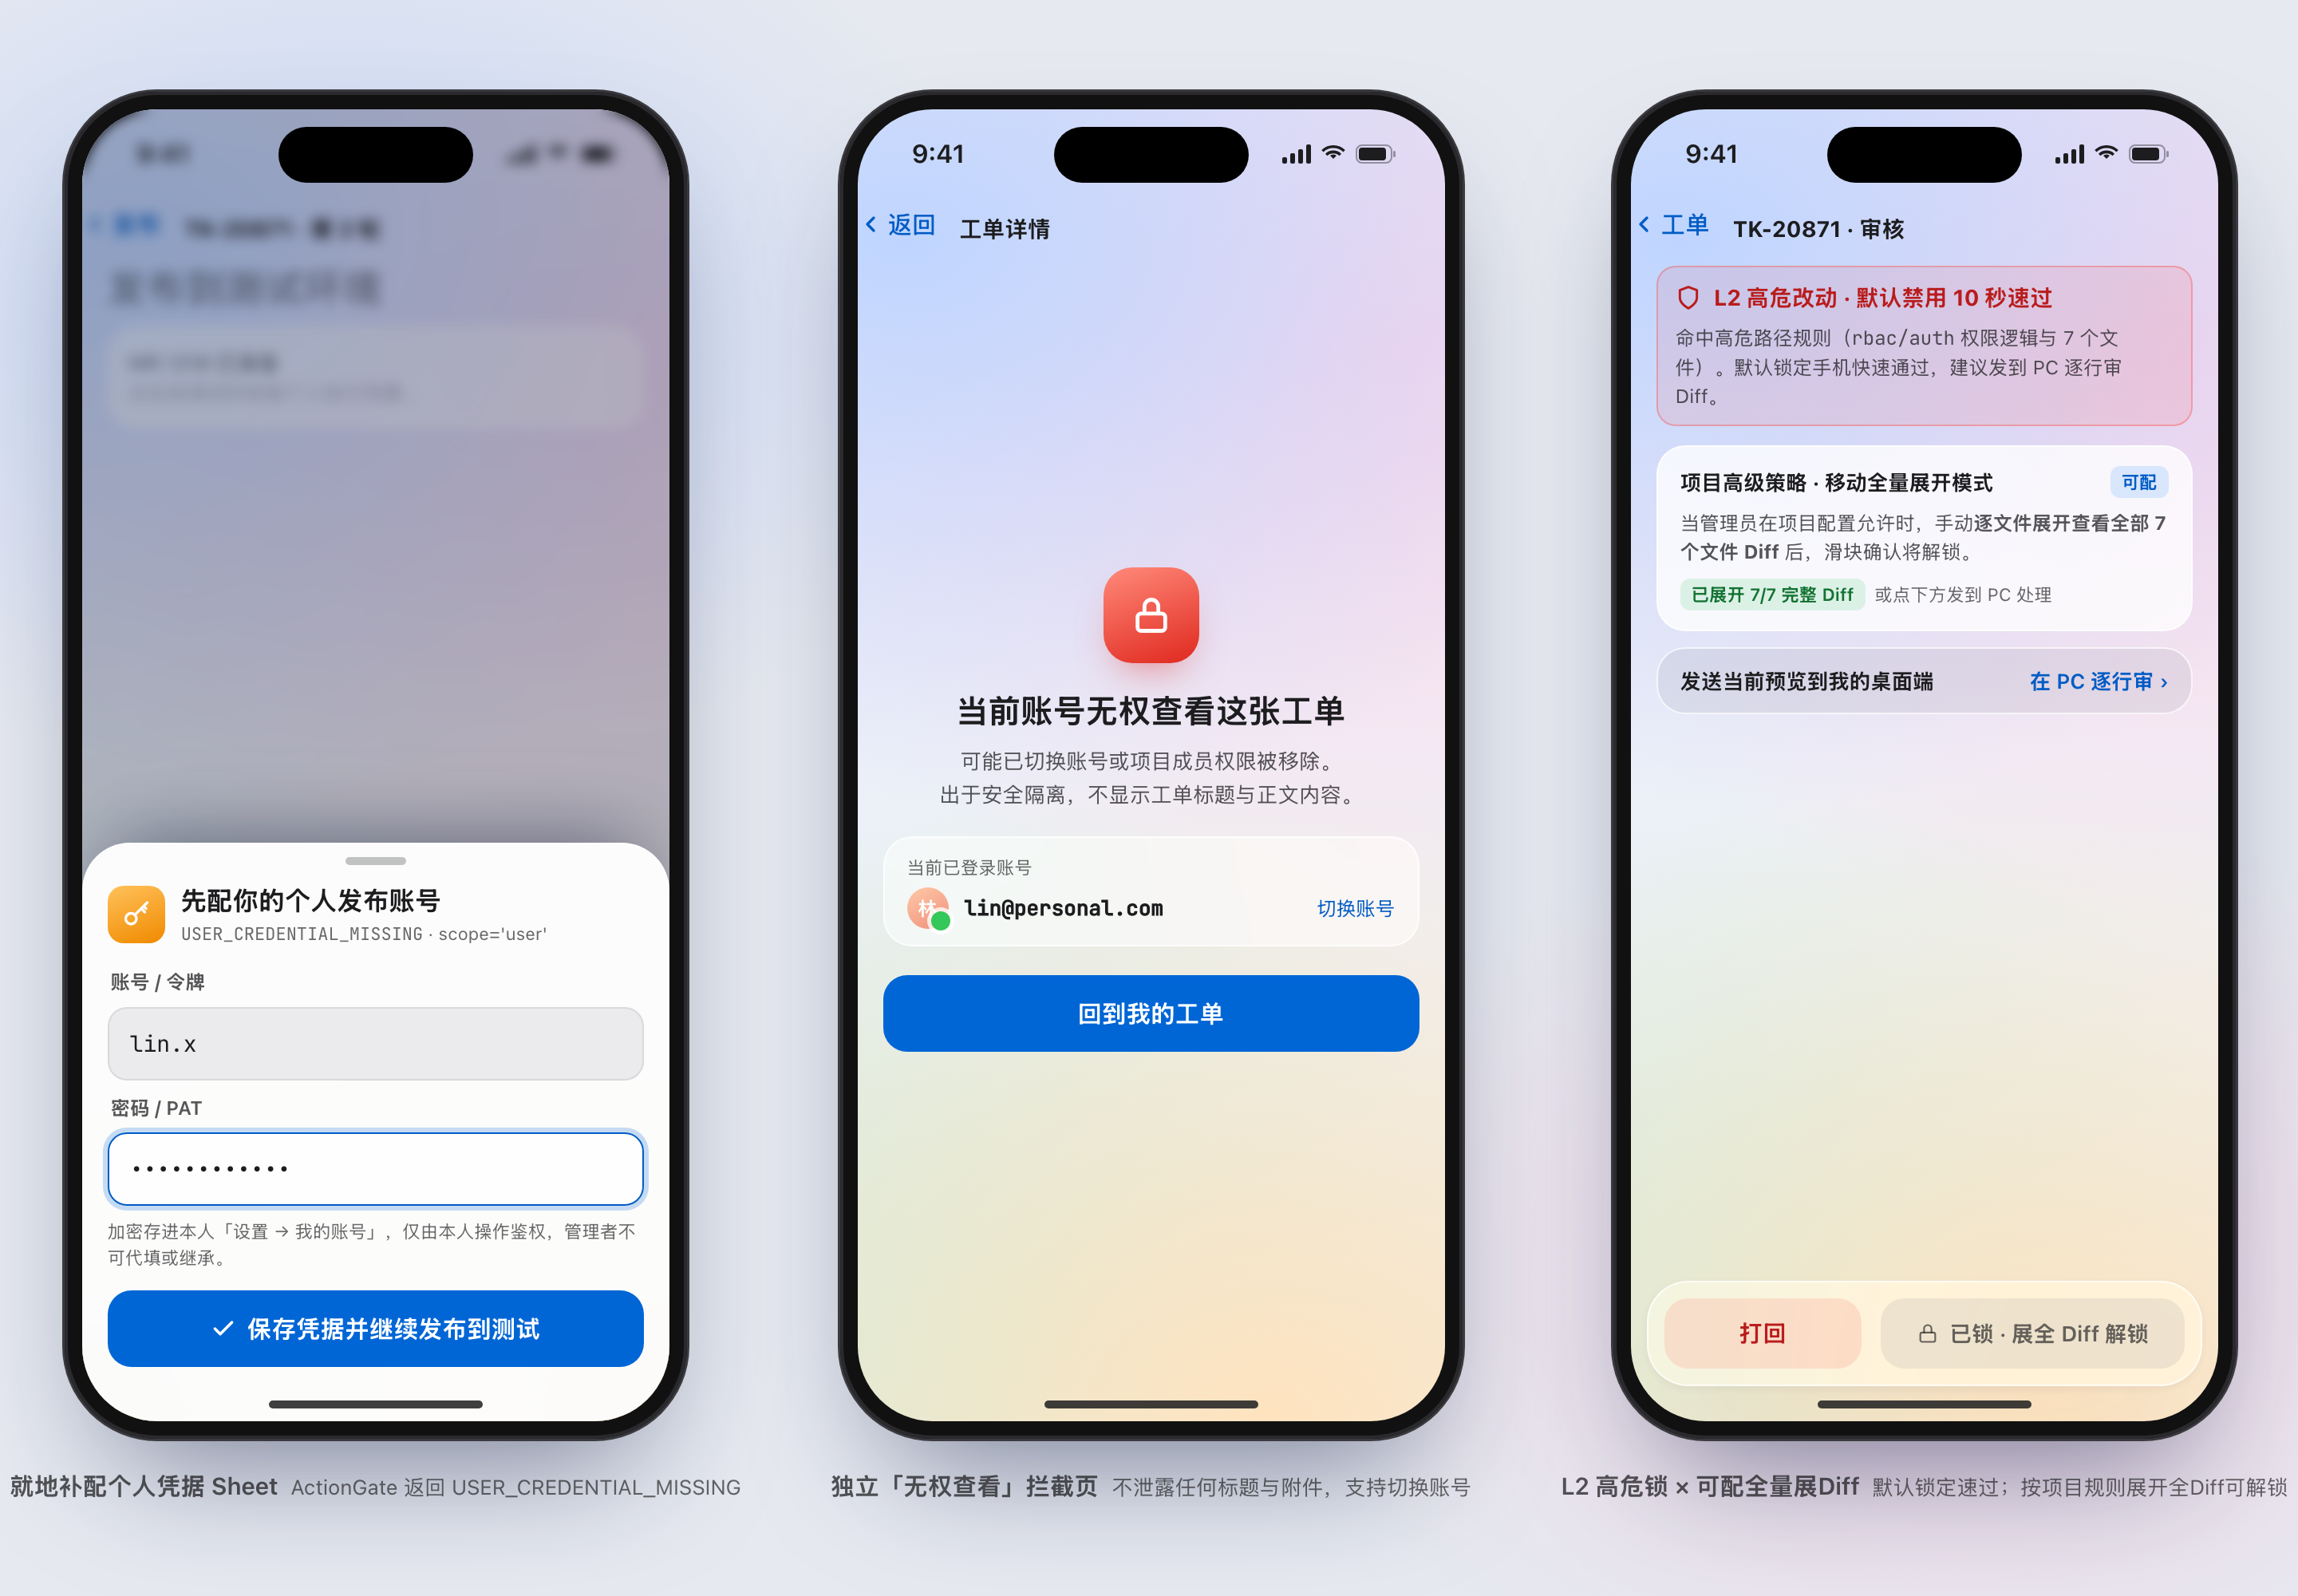 9:41
TK-20871 · 第 2 轮
发布到测试环境
先配你的个人发布账号
USER_CREDENTIAL_MISSING · scope='user'
账号 / 令牌
lin.x
密码 / PAT
••••••••••••
加密存进本人「设置 → 我的账号」，仅由本人操作鉴权，管理者不
可代填或继承。
保存凭据并继续发布到测试
就地补配个人凭据 Sheet ActionGate 返回 USER_CREDENTIAL_MISSING
9:41
返回 工单详情
当前账号无权查看这张工单
可能已切换账号或项目成员权限被移除。
出于安全隔离，不显示工单标题与正文内容。
当前已登录账号
林 lin@personal.com 切换账号
回到我的工单
独立「无权查看」拦截页 不泄露任何标题与附件，支持切换账号
9:41
工单 TK-20871 · 审核
L2 高危改动 · 默认禁用 10 秒速过
命中高危路径规则（rbac/auth 权限逻辑与 7 个文
件）。默认锁定手机快速通过，建议发到 PC 逐行审
Diff。
项目高级策略 · 移动全量展开模式 可配
当管理员在项目配置允许时，手动逐文件展开查看全部 7
个文件 Diff 后，滑块确认将解锁。
已展开 7/7 完整 Diff 或点下方发到 PC 处理
发送当前预览到我的桌面端 在 PC 逐行审 ›
打回 已锁 · 展全 Diff 解锁
L2 高危锁 × 可配全量展Diff 默认锁定速过；按项目规则展开全Diff可解锁